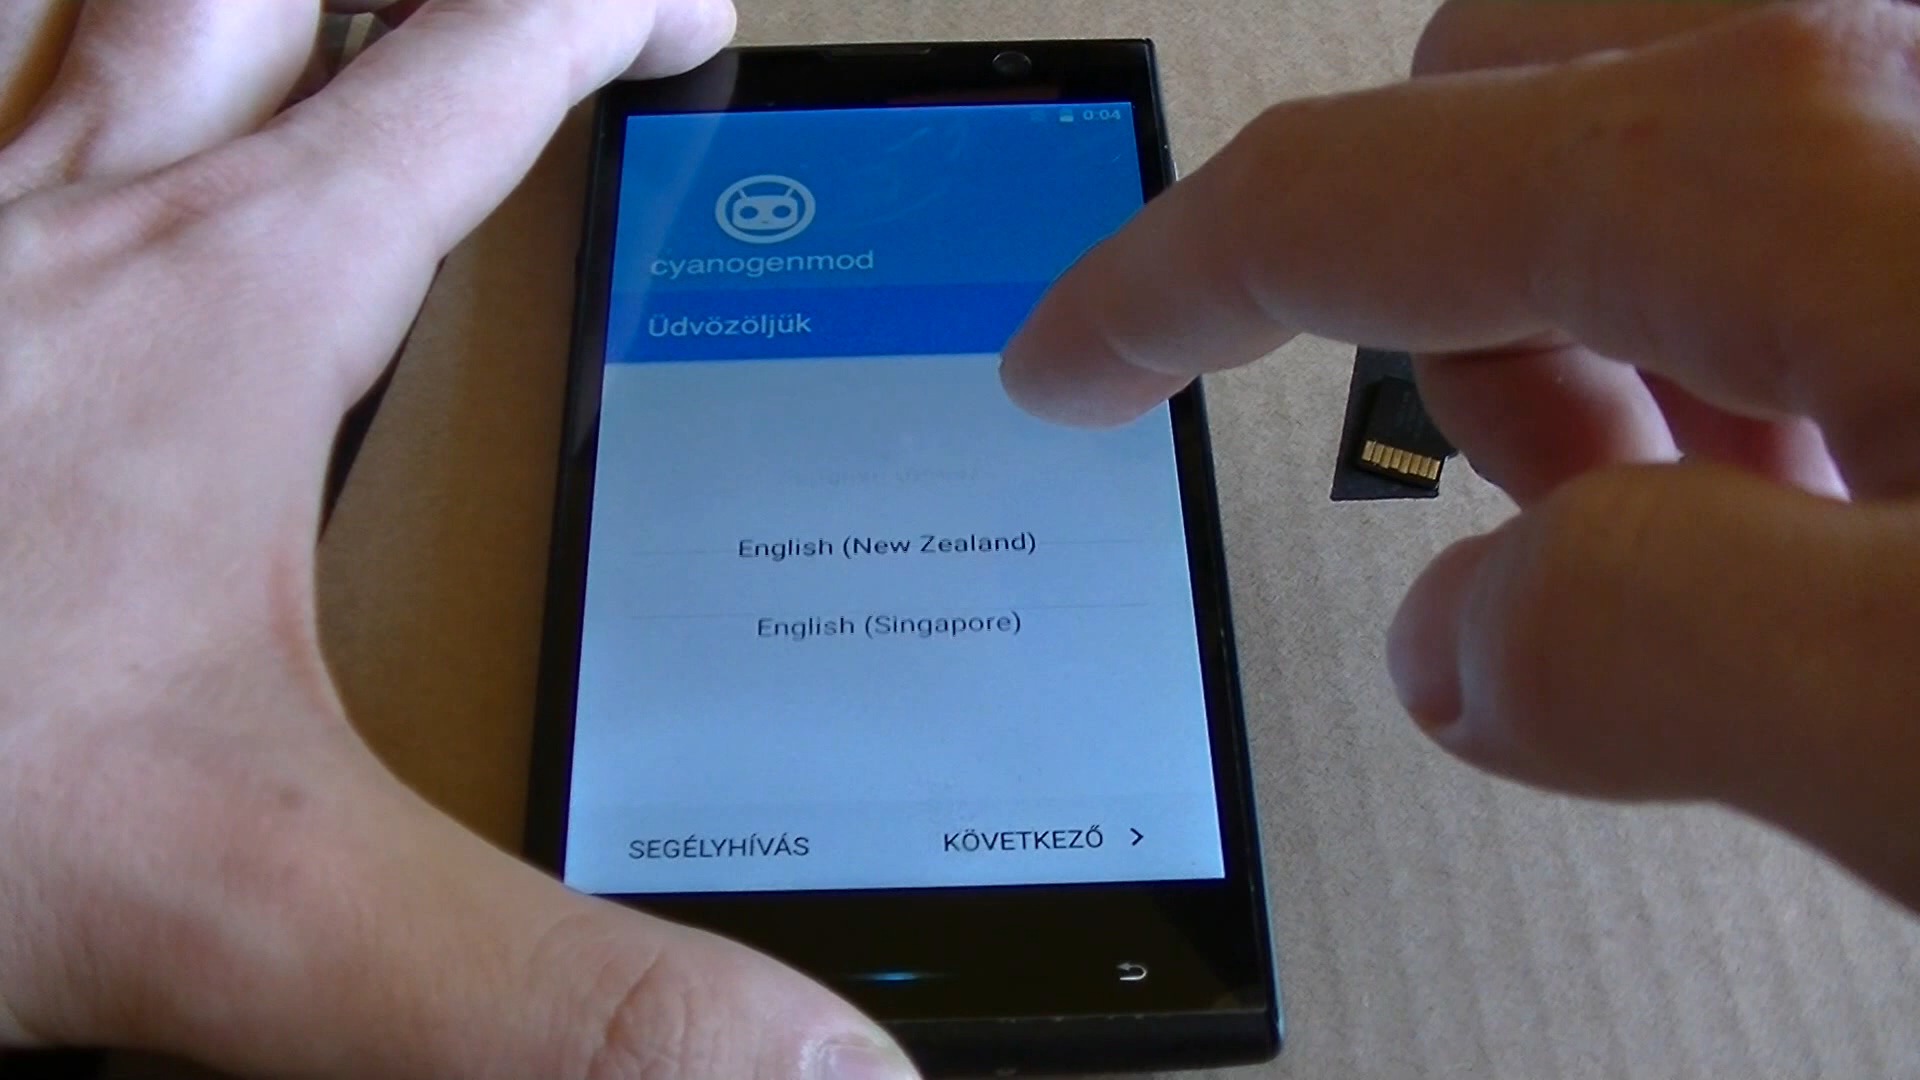 0:04
cyanogenmod
Üdvözöljük
English (New Zealand)
English (Singapore)
SEGÉLYHÍVÁS
KÖVETKEZŐ >